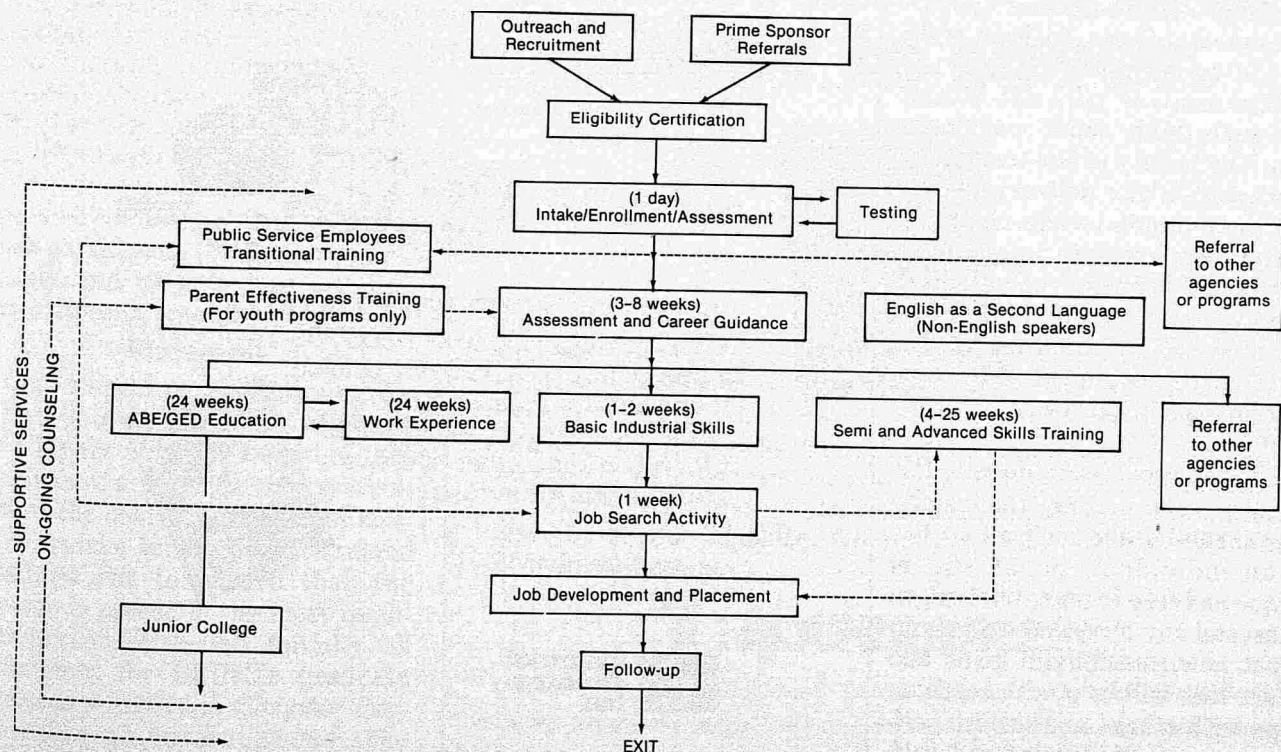 Outreach and
Recruitment
Prime Sponsor
Referrals
Eligibility Certification
(1 day)
Intake/Enrollment/Assessment
Testing
Public Service Employees
Transitional Training
Referral
to other
agencies
or programs
Parent Effectiveness Training
(For youth programs only)
(3–8 weeks)
Assessment and Career Guidance
English as a Second Language
(Non-English speakers)
SUPPORTIVE SERVICES
ON-GOING COUNSELING
(24 weeks)
ABE/GED Education
(24 weeks)
Work Experience
(1–2 weeks)
Basic Industrial Skills
(4–25 weeks)
Semi and Advanced Skills Training
Referral
to other
agencies
or programs
(1 week)
Job Search Activity
Job Development and Placement
Junior College
Follow-up
EXIT